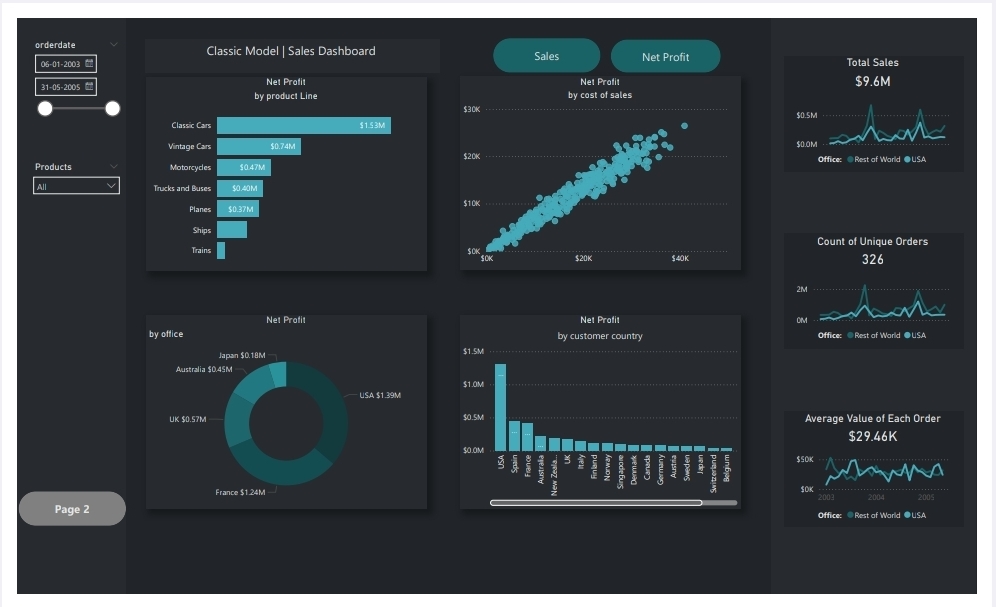 orderdate
06-01-2003
31-05-2005
Products
All
Page 2
Classic Model | Sales Dashboard
Sales
Net Profit
Net Profit
by product Line
Classic Cars
$1.53M
Vintage Cars
$0.74M
Motorcycles
$0.47M
Trucks and Buses
$0.40M
Planes
$0.37M
Ships
Trains
Net Profit
by cost of sales
$30K
$20K
$10K
$0K
$0K
$20K
$40K
Net Profit
by office
Japan $0.18M
Australia $0.45M
USA $1.39M
UK $0.57M
France $1.24M
Net Profit
by customer country
$1.5M
$1.0M
$0.5M
$0.0M
USA
Spain
France
Australia
New Zeala...
UK
Italy
Finland
Norway
Singapore
Denmark
Canada
Germany
Austria
Sweden
Japan
Switzerland
Belgium
Total Sales
$9.6M
$0.5M
$0.0M
Office: Rest of World USA
Count of Unique Orders
326
2M
0M
Office: Rest of World USA
Average Value of Each Order
$29.46K
$50K
$0K
2003 2004 2005
Office: Rest of World USA